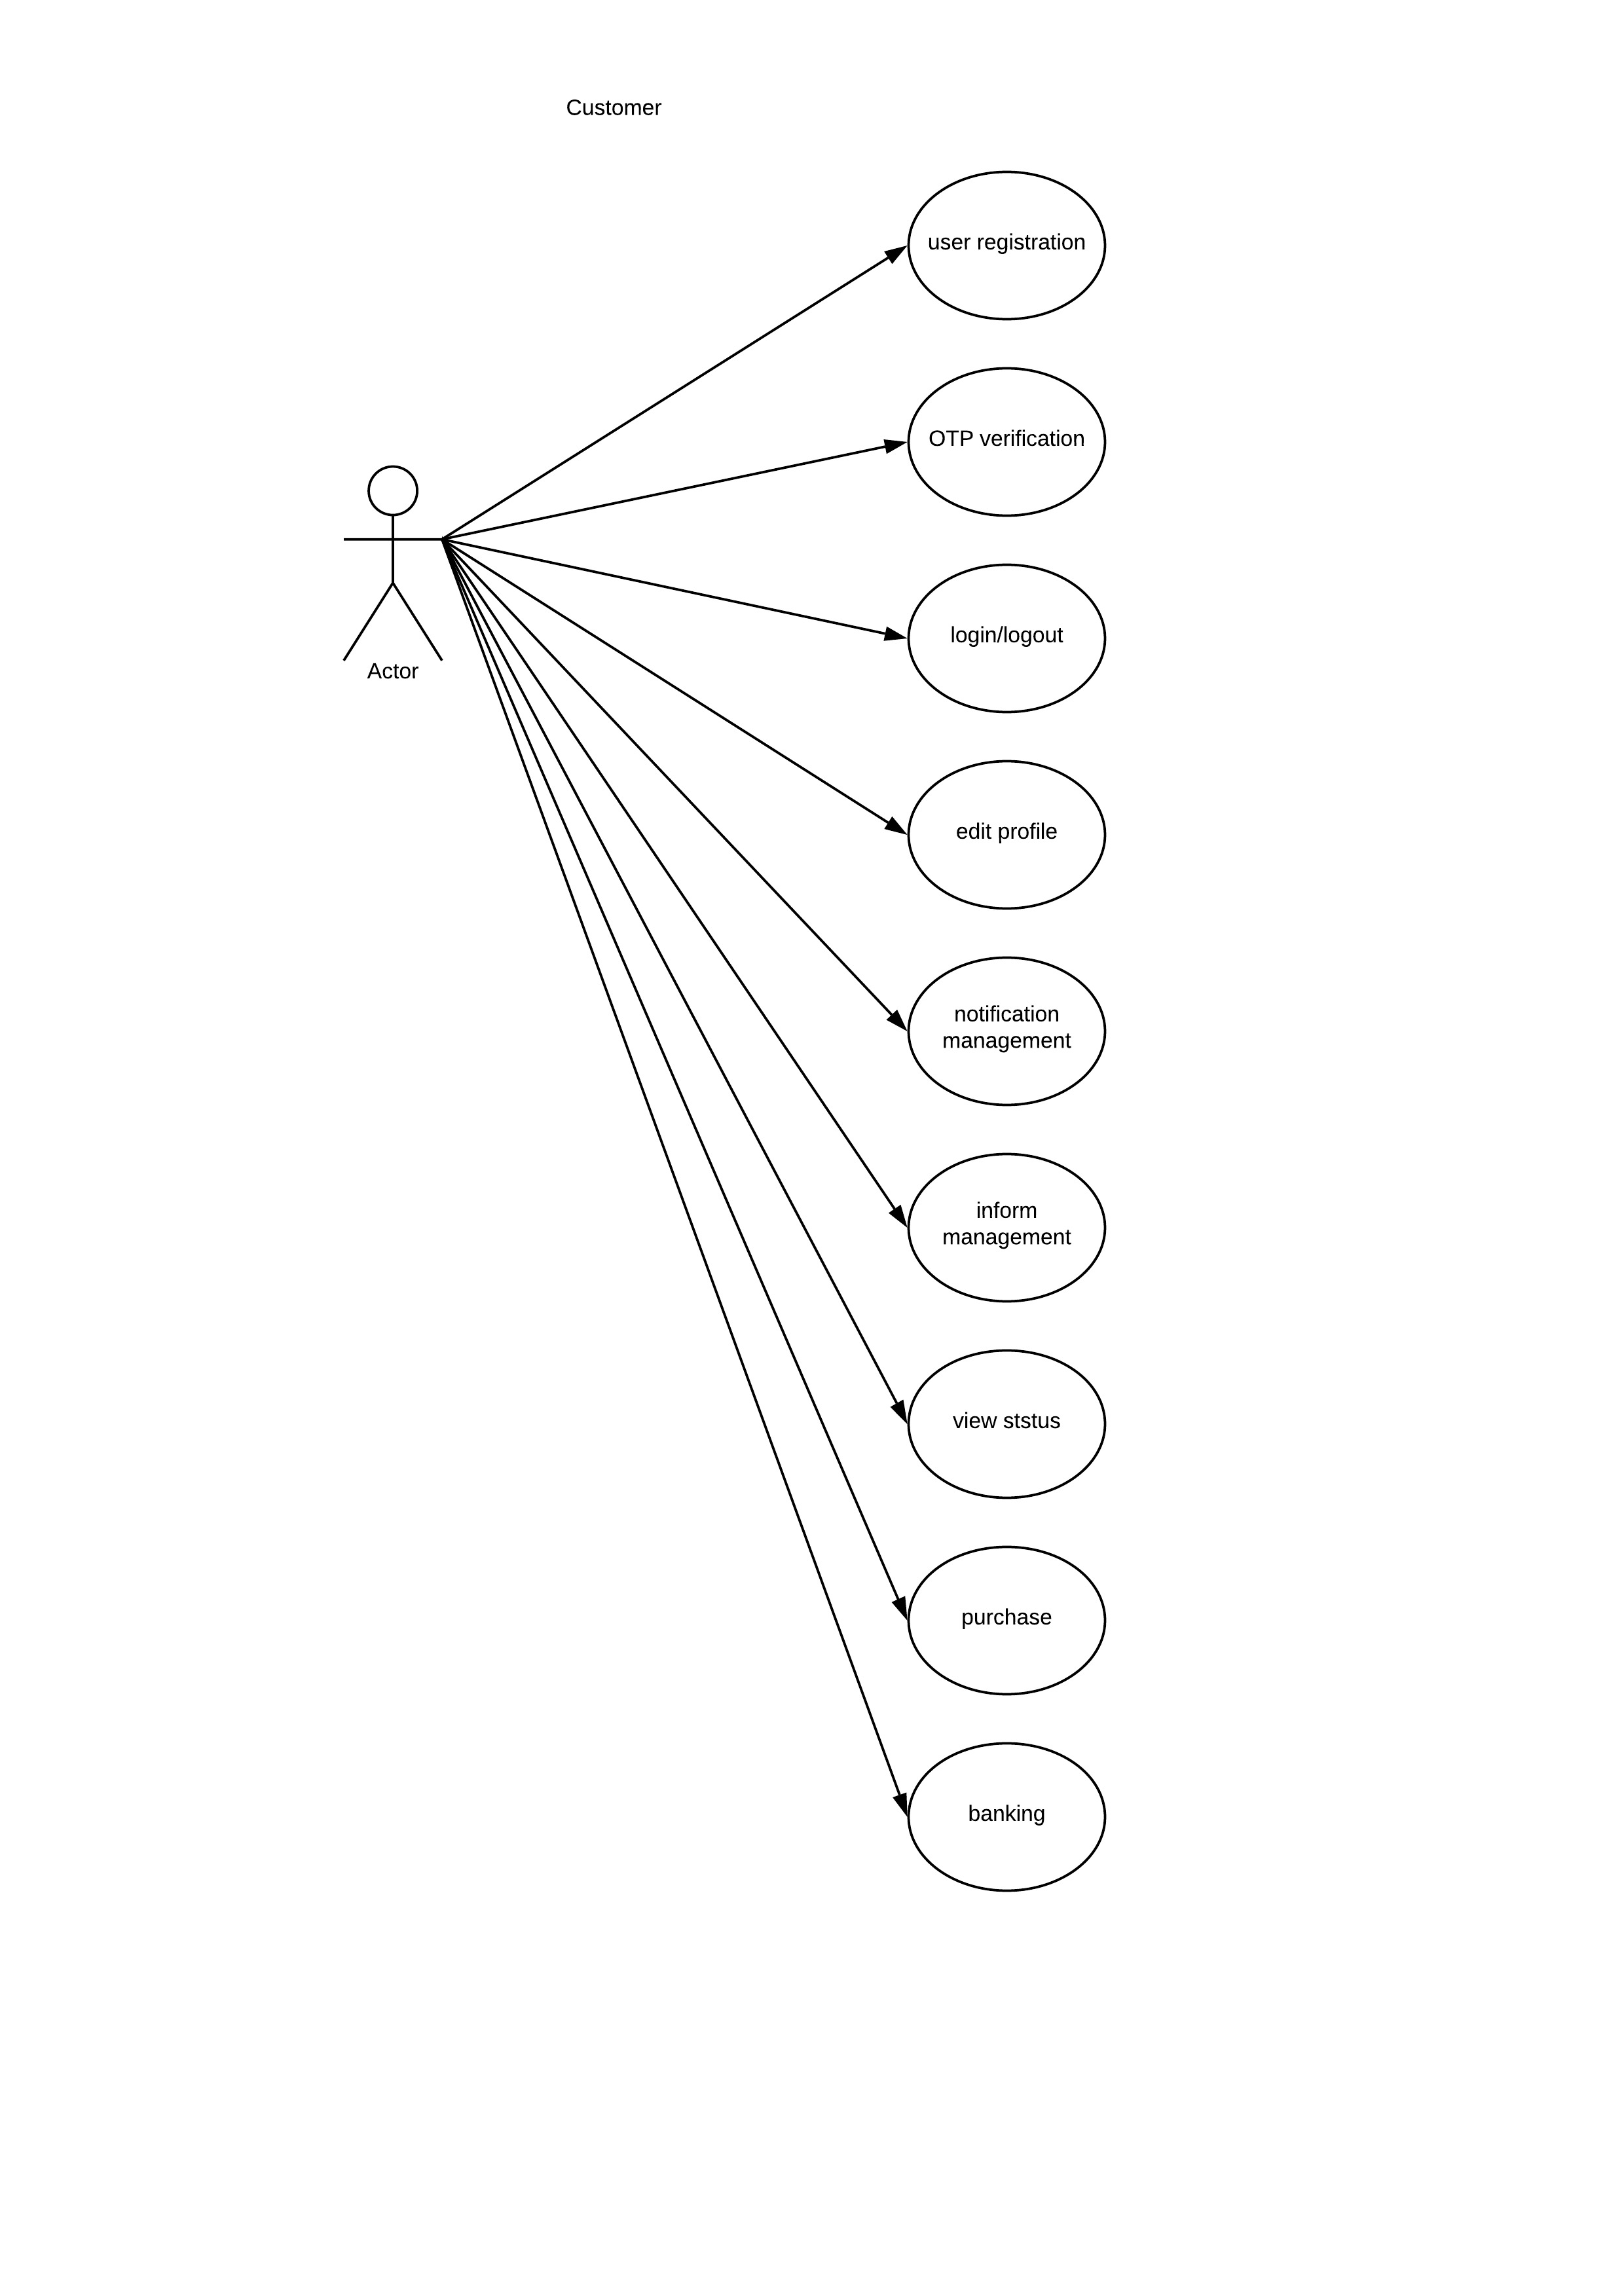 Customer
user registration
OTP verification
login/logout
Actor
edit profile
notification
management
inform
management
view ststus
purchase
banking